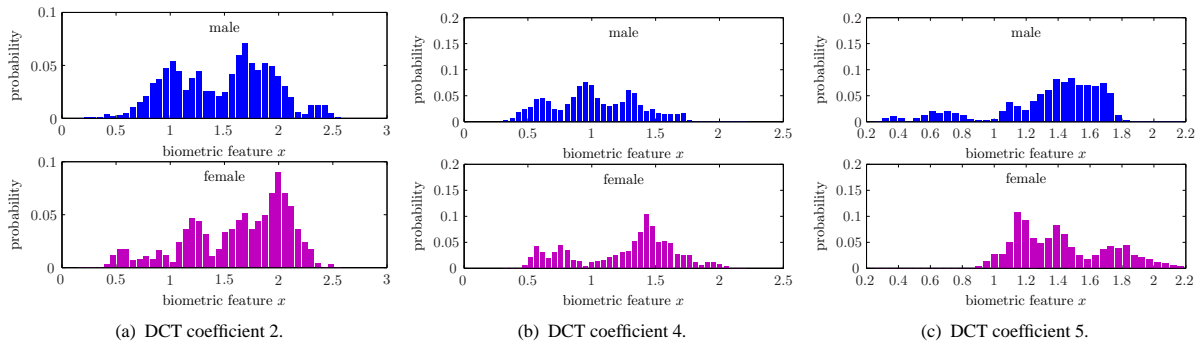 0.1
male
probability
0.05
0
0 0.5 1 1.5 2 2.5 3
biometric feature x
0.1
female
probability
0.05
0
0 0.5 1 1.5 2 2.5 3
biometric feature x
(a) DCT coefficient 2.
0.2
male
0.15
probability
0.1
0.05
0
0 0.5 1 1.5 2 2.5
biometric feature x
0.2
female
0.15
probability
0.1
0.05
0
0 0.5 1 1.5 2 2.5
biometric feature x
(b) DCT coefficient 4.
0.2
male
0.15
probability
0.1
0.05
0
0.2 0.4 0.6 0.8 1 1.2 1.4 1.6 1.8 2 2.2
biometric feature x
0.2
female
0.15
probability
0.1
0.05
0
0.2 0.4 0.6 0.8 1 1.2 1.4 1.6 1.8 2 2.2
biometric feature x
(c) DCT coefficient 5.